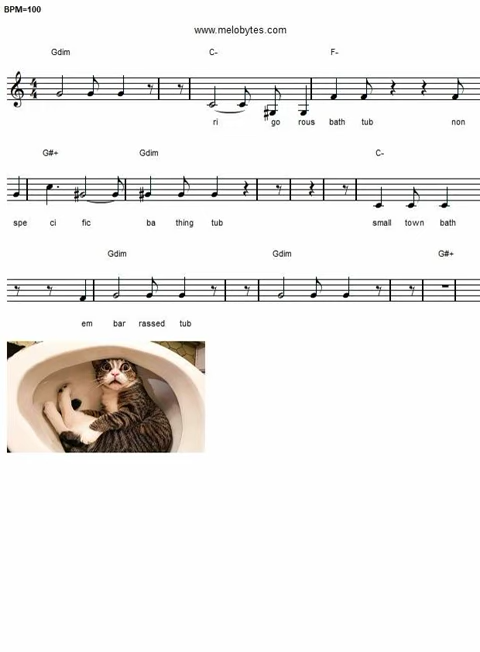 BPM=100
www.melobytes.com
Gdim C- F-
ri go rous bath tub non
G#+ Gdim C-
spe ci fic ba thing tub small town bath
Gdim Gdim G#+
em bar rassed tub